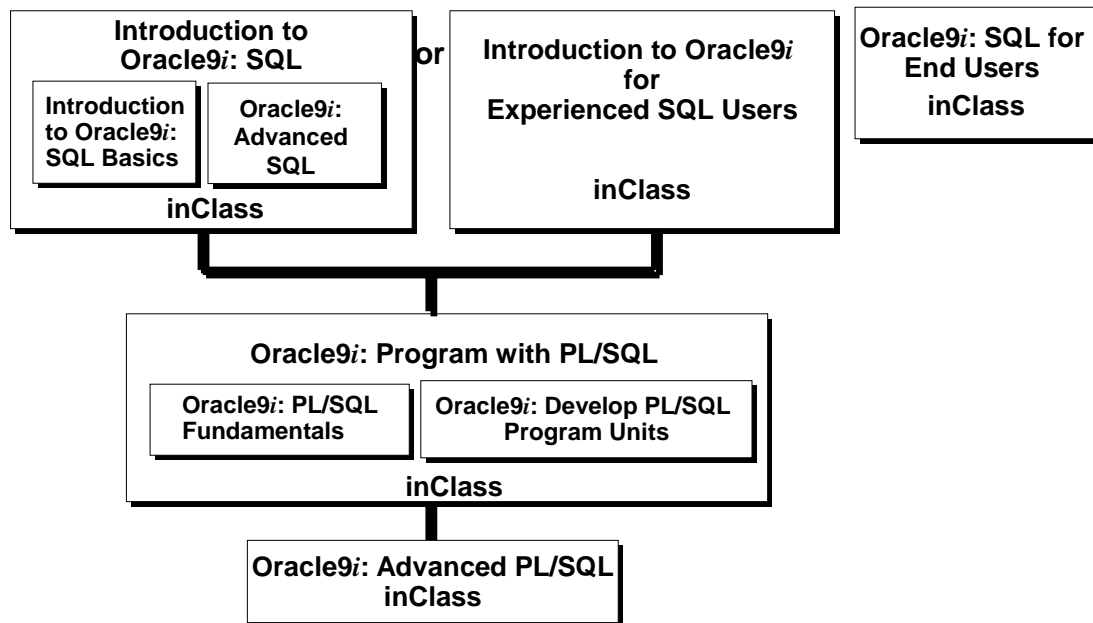 Introduction to
Oracle9i: SQL
Introduction
to Oracle9i:
SQL Basics
Oracle9i:
Advanced
SQL
inClass
or
Introduction to Oracle9i
for
Experienced SQL Users
inClass
Oracle9i: SQL for
End Users
inClass
Oracle9i: Program with PL/SQL
Oracle9i: PL/SQL
Fundamentals
Oracle9i: Develop PL/SQL
Program Units
inClass
Oracle9i: Advanced PL/SQL
inClass